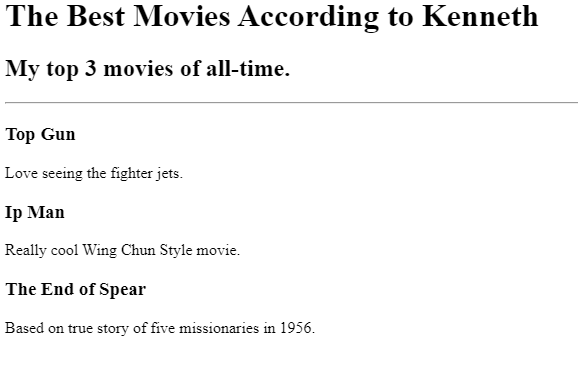 The Best Movies According to Kenneth
My top 3 movies of all-time.
Top Gun
Love seeing the fighter jets.
Ip Man
Really cool Wing Chun Style movie.
The End of Spear
Based on true story of five missionaries in 1956.